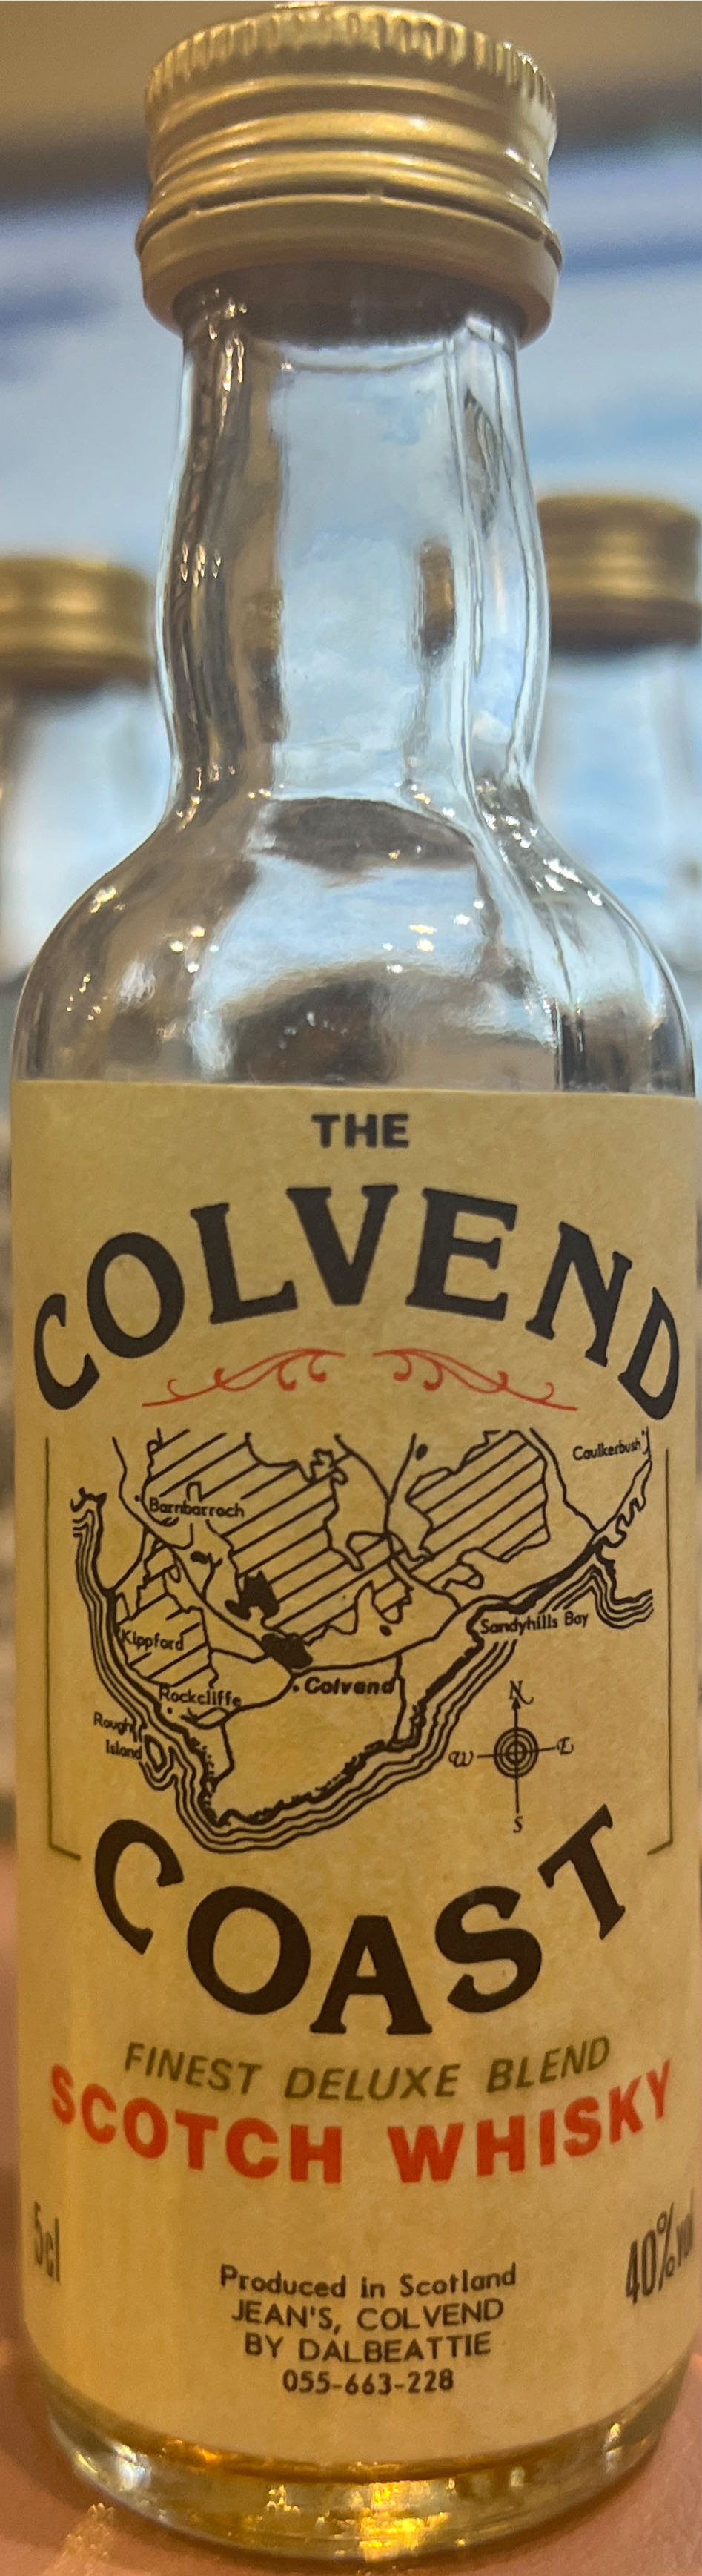 THE
COLVEND
Caulkerbush
Barnbarroch
Sandyhills Bay
Kippford
Colvend
Rockcliffe
Rough
Island
N
W E
S
COAST
FINEST DELUXE BLEND
SCOTCH WHISKY
5cl 40% vol
Produced in Scotland
JEAN'S, COLVEND
BY DALBEATTIE
055-663-228